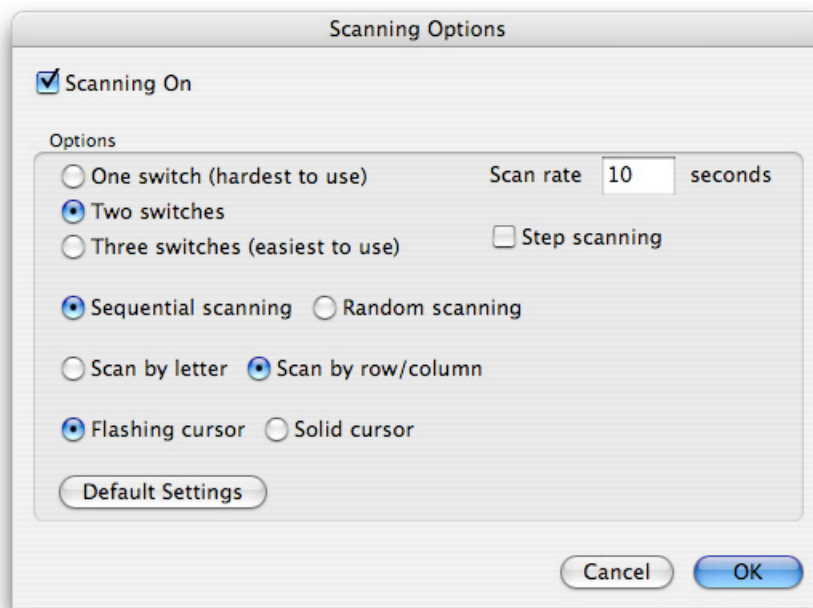 Scanning Options
Scanning On
Options
One switch (hardest to use)
Scan rate 10 seconds
Two switches
Step scanning
Three switches (easiest to use)
Sequential scanning Random scanning
Scan by letter Scan by row/column
Flashing cursor Solid cursor
Default Settings
Cancel OK